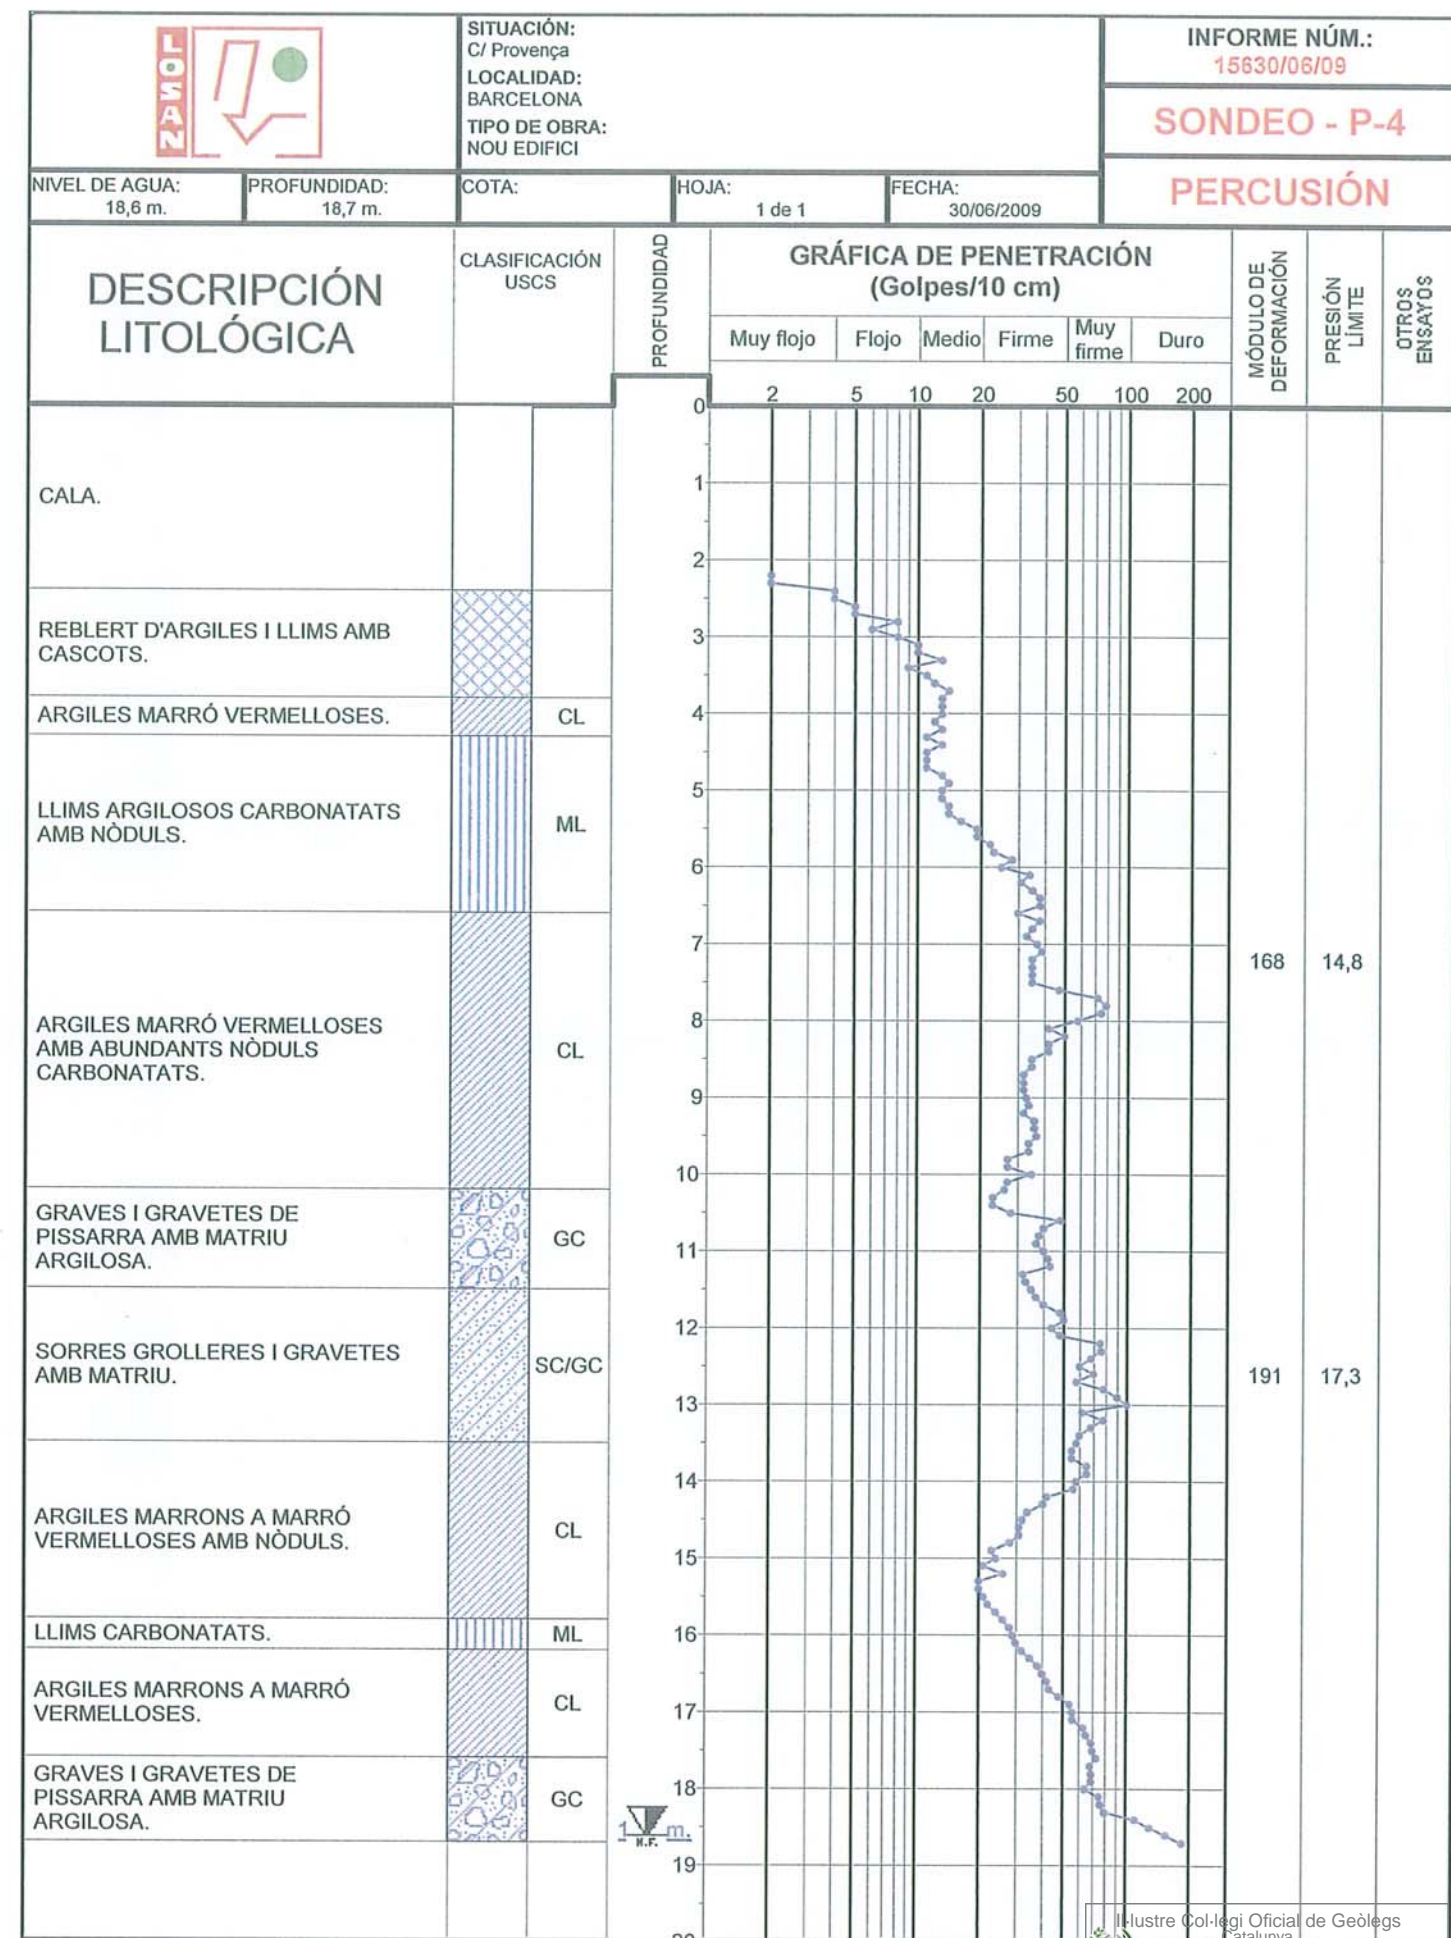 LOSAN
SITUACIÓN:
C/ Provença
LOCALIDAD:
BARCELONA
TIPO DE OBRA:
NOU EDIFICI
INFORME NÚM.:
15630/06/09
SONDEO - P-4
PERCUSIÓN
NIVEL DE AGUA:
18,6 m.
PROFUNDIDAD:
18,7 m.
COTA:
HOJA:
1 de 1
FECHA:
30/06/2009
DESCRIPCIÓN
LITOLÓGICA
CLASIFICACIÓN
USCS
PROFUNDIDAD
GRÁFICA DE PENETRACIÓN
(Golpes/10 cm)
Muy flojo
Flojo
Medio
Firme
Muy
firme
Duro
MÓDULO DE
DEFORMACIÓN
PRESIÓN
LÍMITE
OTROS
ENSAYOS
2 5 10 20 50 100 200
0
1
2
3
4
5
6
7
8
9
10
11
12
13
14
15
16
17
18
19
CALA.
REBLERT D'ARGILES I LLIMS AMB
CASCOTS.
ARGILES MARRÓ VERMELLOSES.
CL
LLIMS ARGILOSOS CARBONATATS
AMB NÒDULS.
ML
ARGILES MARRÓ VERMELLOSES
AMB ABUNDANTS NÒDULS
CARBONATATS.
CL
168
14,8
GRAVES I GRAVETES DE
PISSARRA AMB MATRIU
ARGILOSA.
GC
SORRES GROLLERES I GRAVETES
AMB MATRIU.
SC/GC
191
17,3
ARGILES MARRONS A MARRÓ
VERMELLOSES AMB NÒDULS.
CL
LLIMS CARBONATATS.
ML
ARGILES MARRONS A MARRÓ
VERMELLOSES.
CL
GRAVES I GRAVETES DE
PISSARRA AMB MATRIU
ARGILOSA.
GC
m.
N.F.
Il·lustre Col·legi Oficial de Geòlegs
Catalunya